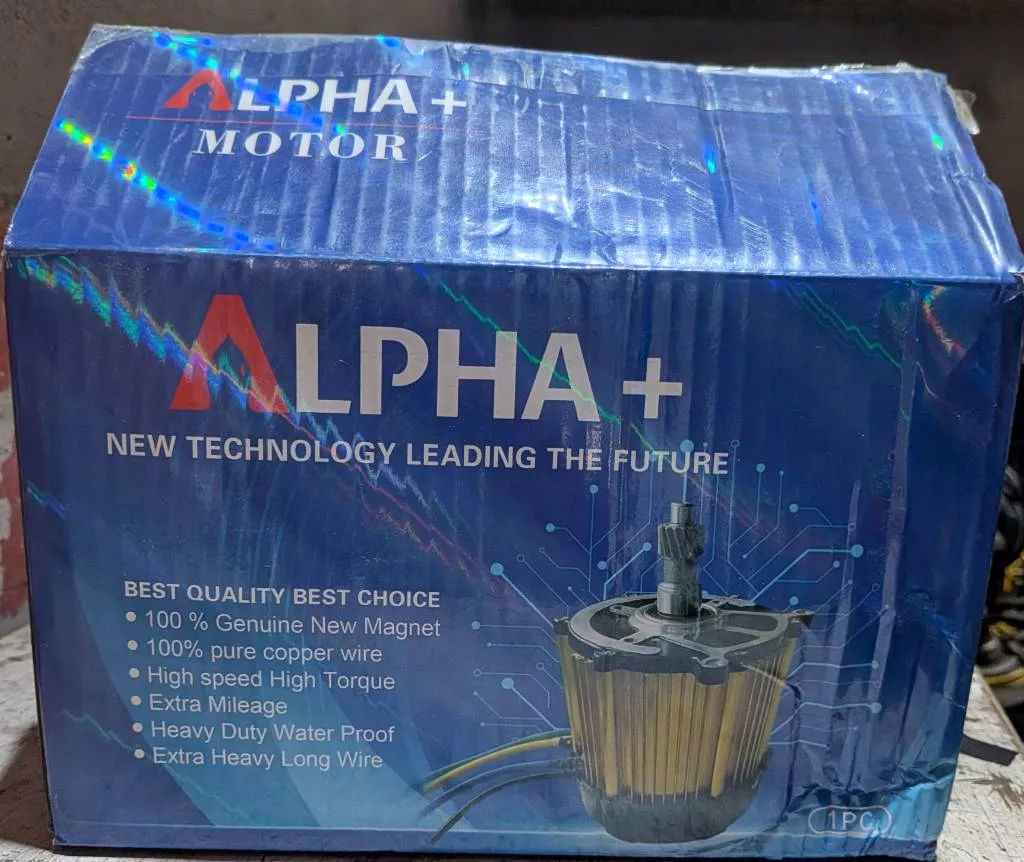 ALPHA +
MOTOR
ALPHA +
NEW TECHNOLOGY LEADING THE FUTURE
BEST QUALITY BEST CHOICE
• 100 % Genuine New Magnet
• 100% pure copper wire
• High speed High Torque
• Extra Mileage
• Heavy Duty Water Proof
• Extra Heavy Long Wire
1PC